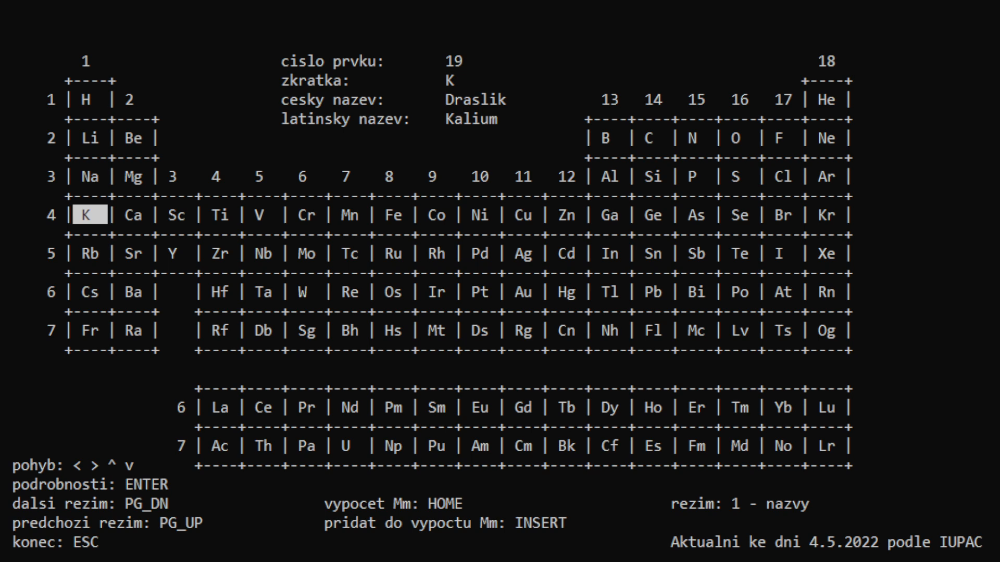 1 cislo prvku: 19 18
+----+ zkratka: K +----+
1 | H | 2 cesky nazev: Draslik 13 14 15 16 17 | He |
+----+----+ latinsky nazev: Kalium +----+----+----+----+----+----+
2 | Li | Be | | B | C | N | O | F | Ne |
+----+----+ +----+----+----+----+----+----+
3 | Na | Mg | 3 4 5 6 7 8 9 10 11 12 | Al | Si | P | S | Cl | Ar |
+----+----+----+----+----+----+----+----+----+----+----+----+----+----+----+----+----+----+
4 | K | Ca | Sc | Ti | V | Cr | Mn | Fe | Co | Ni | Cu | Zn | Ga | Ge | As | Se | Br | Kr |
+----+----+----+----+----+----+----+----+----+----+----+----+----+----+----+----+----+----+
5 | Rb | Sr | Y | Zr | Nb | Mo | Tc | Ru | Rh | Pd | Ag | Cd | In | Sn | Sb | Te | I | Xe |
+----+----+----+----+----+----+----+----+----+----+----+----+----+----+----+----+----+----+
6 | Cs | Ba | | Hf | Ta | W | Re | Os | Ir | Pt | Au | Hg | Tl | Pb | Bi | Po | At | Rn |
+----+----+ +----+----+----+----+----+----+----+----+----+----+----+----+----+----+----+
7 | Fr | Ra | | Rf | Db | Sg | Bh | Hs | Mt | Ds | Rg | Cn | Nh | Fl | Mc | Lv | Ts | Og |
+----+----+ +----+----+----+----+----+----+----+----+----+----+----+----+----+----+----+
+----+----+----+----+----+----+----+----+----+----+----+----+----+----+----+
6 | La | Ce | Pr | Nd | Pm | Sm | Eu | Gd | Tb | Dy | Ho | Er | Tm | Yb | Lu |
+----+----+----+----+----+----+----+----+----+----+----+----+----+----+----+
7 | Ac | Th | Pa | U | Np | Pu | Am | Cm | Bk | Cf | Es | Fm | Md | No | Lr |
pohyb: < > ^ v +----+----+----+----+----+----+----+----+----+----+----+----+----+----+----+
podrobnosti: ENTER
dalsi rezim: PG_DN vypocet Mm: HOME rezim: 1 - nazvy
predchozi rezim: PG_UP pridat do vypoctu Mm: INSERT
konec: ESC Aktualni ke dni 4.5.2022 podle IUPAC